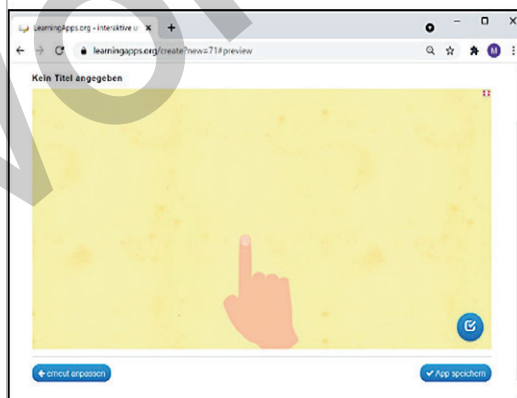 LearningApps.org - interaktive u
learningapps.org/create?new=71#preview
M
Kein Titel angegeben
erneut anpassen
App speichern